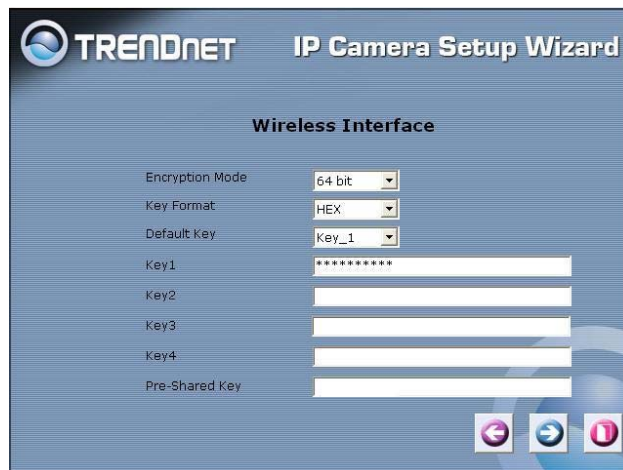 TRENDNET IP Camera Setup Wizard
Wireless Interface
Encryption Mode 64 bit
Key Format HEX
Default Key Key_1
Key1 **********
Key2
Key3
Key4
Pre-Shared Key